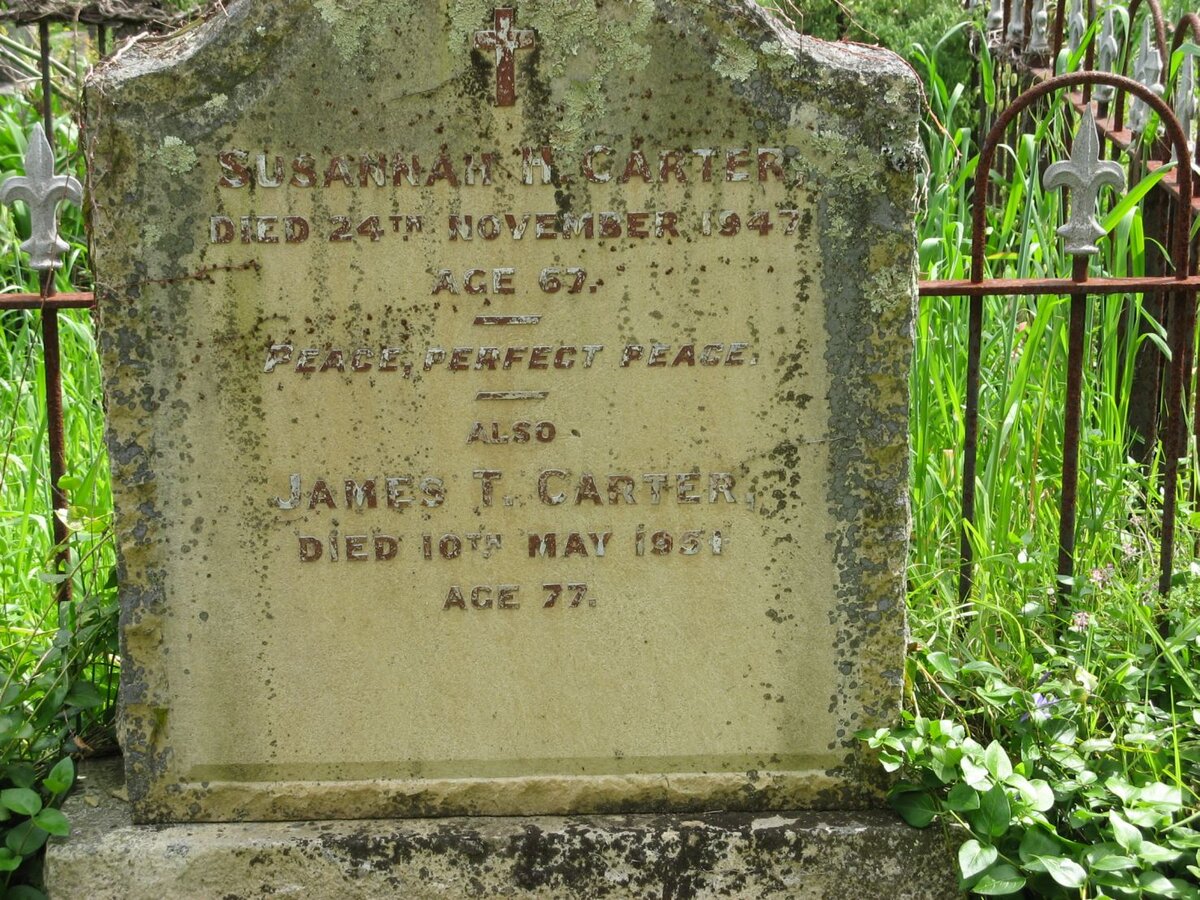 SUSANNAH H. CARTER
DIED 24TH NOVEMBER 1947
AGE 67.
PEACE, PERFECT PEACE.
ALSO
JAMES T. CARTER,
DIED 10TH MAY 1951
AGE 77.